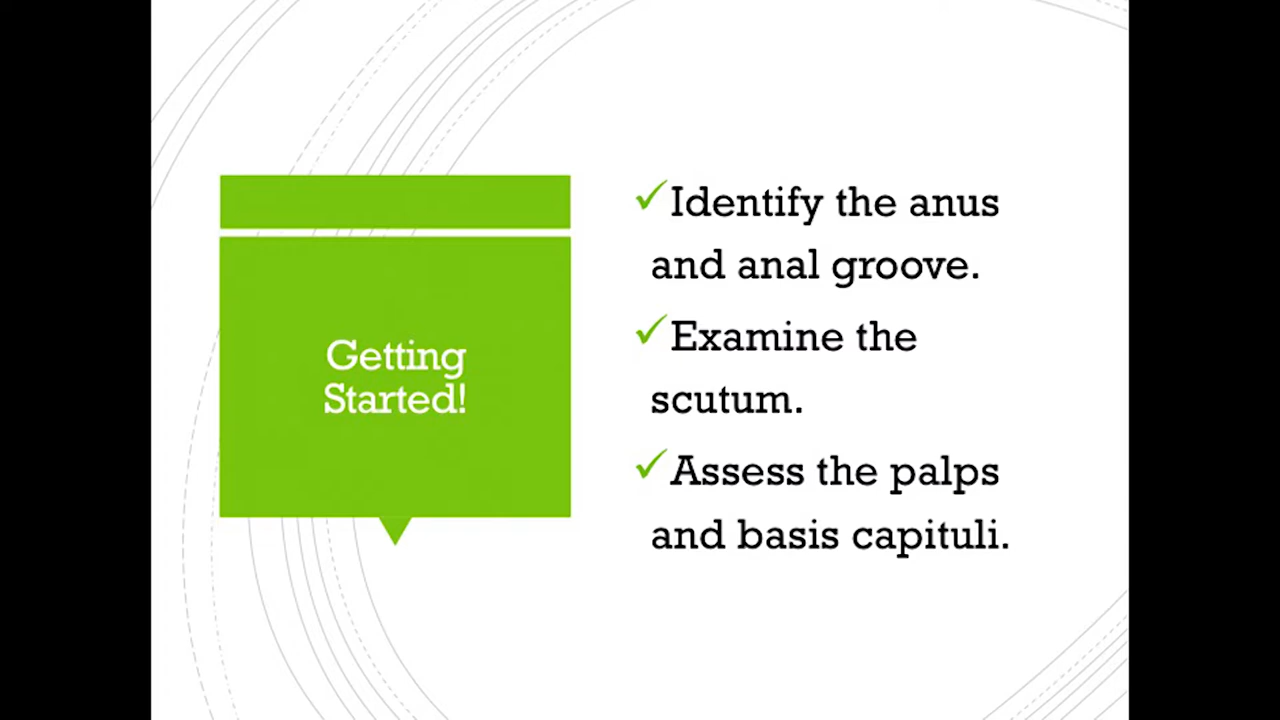 Getting
Started!
✓Identify the anus
and anal groove.
✓Examine the
scutum.
✓Assess the palps
and basis capituli.